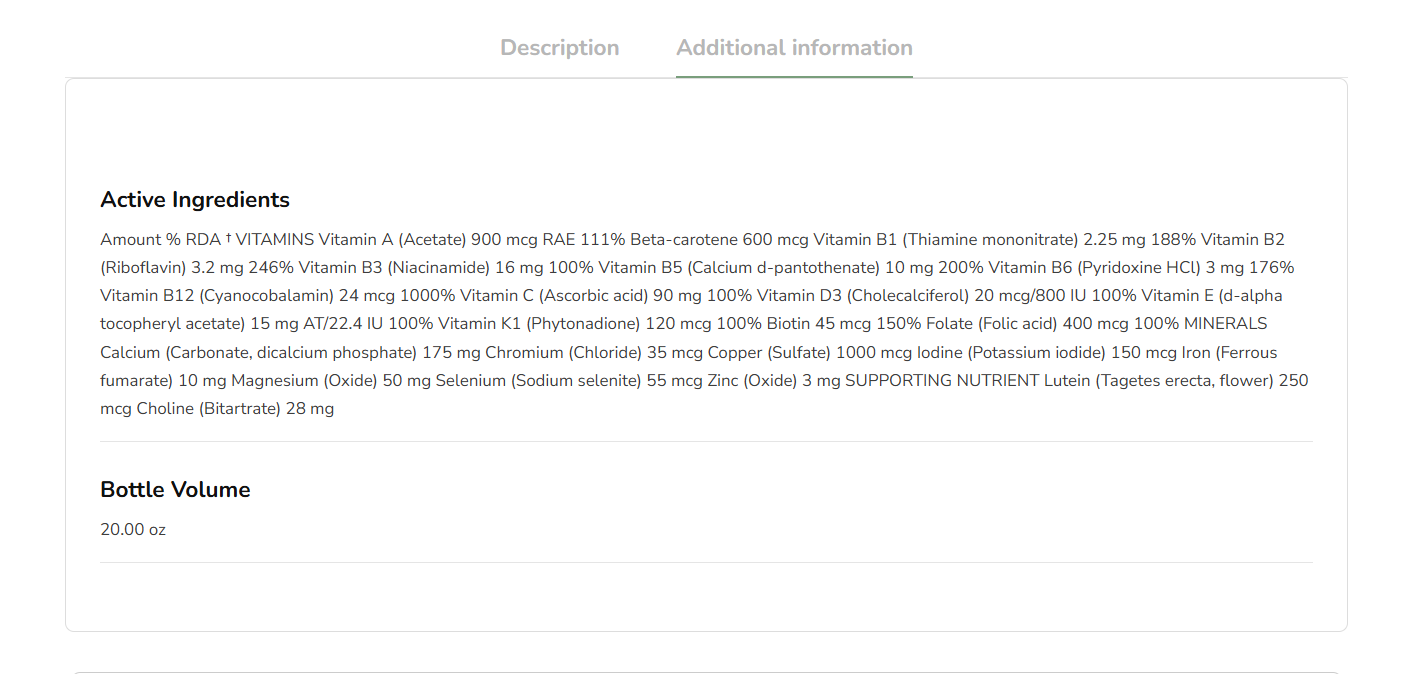 Description
Additional information
Active Ingredients
Amount % RDA † VITAMINS Vitamin A (Acetate) 900 mcg RAE 111% Beta-carotene 600 mcg Vitamin B1 (Thiamine mononitrate) 2.25 mg 188% Vitamin B2
(Riboflavin) 3.2 mg 246% Vitamin B3 (Niacinamide) 16 mg 100% Vitamin B5 (Calcium d-pantothenate) 10 mg 200% Vitamin B6 (Pyridoxine HCl) 3 mg 176%
Vitamin B12 (Cyanocobalamin) 24 mcg 1000% Vitamin C (Ascorbic acid) 90 mg 100% Vitamin D3 (Cholecalciferol) 20 mcg/800 IU 100% Vitamin E (d-alpha
tocopheryl acetate) 15 mg AT/22.4 IU 100% Vitamin K1 (Phytonadione) 120 mcg 100% Biotin 45 mcg 150% Folate (Folic acid) 400 mcg 100% MINERALS
Calcium (Carbonate, dicalcium phosphate) 175 mg Chromium (Chloride) 35 mcg Copper (Sulfate) 1000 mcg Iodine (Potassium iodide) 150 mcg Iron (Ferrous
fumarate) 10 mg Magnesium (Oxide) 50 mg Selenium (Sodium selenite) 55 mcg Zinc (Oxide) 3 mg SUPPORTING NUTRIENT Lutein (Tagetes erecta, flower) 250
mcg Choline (Bitartrate) 28 mg
Bottle Volume
20.00 oz